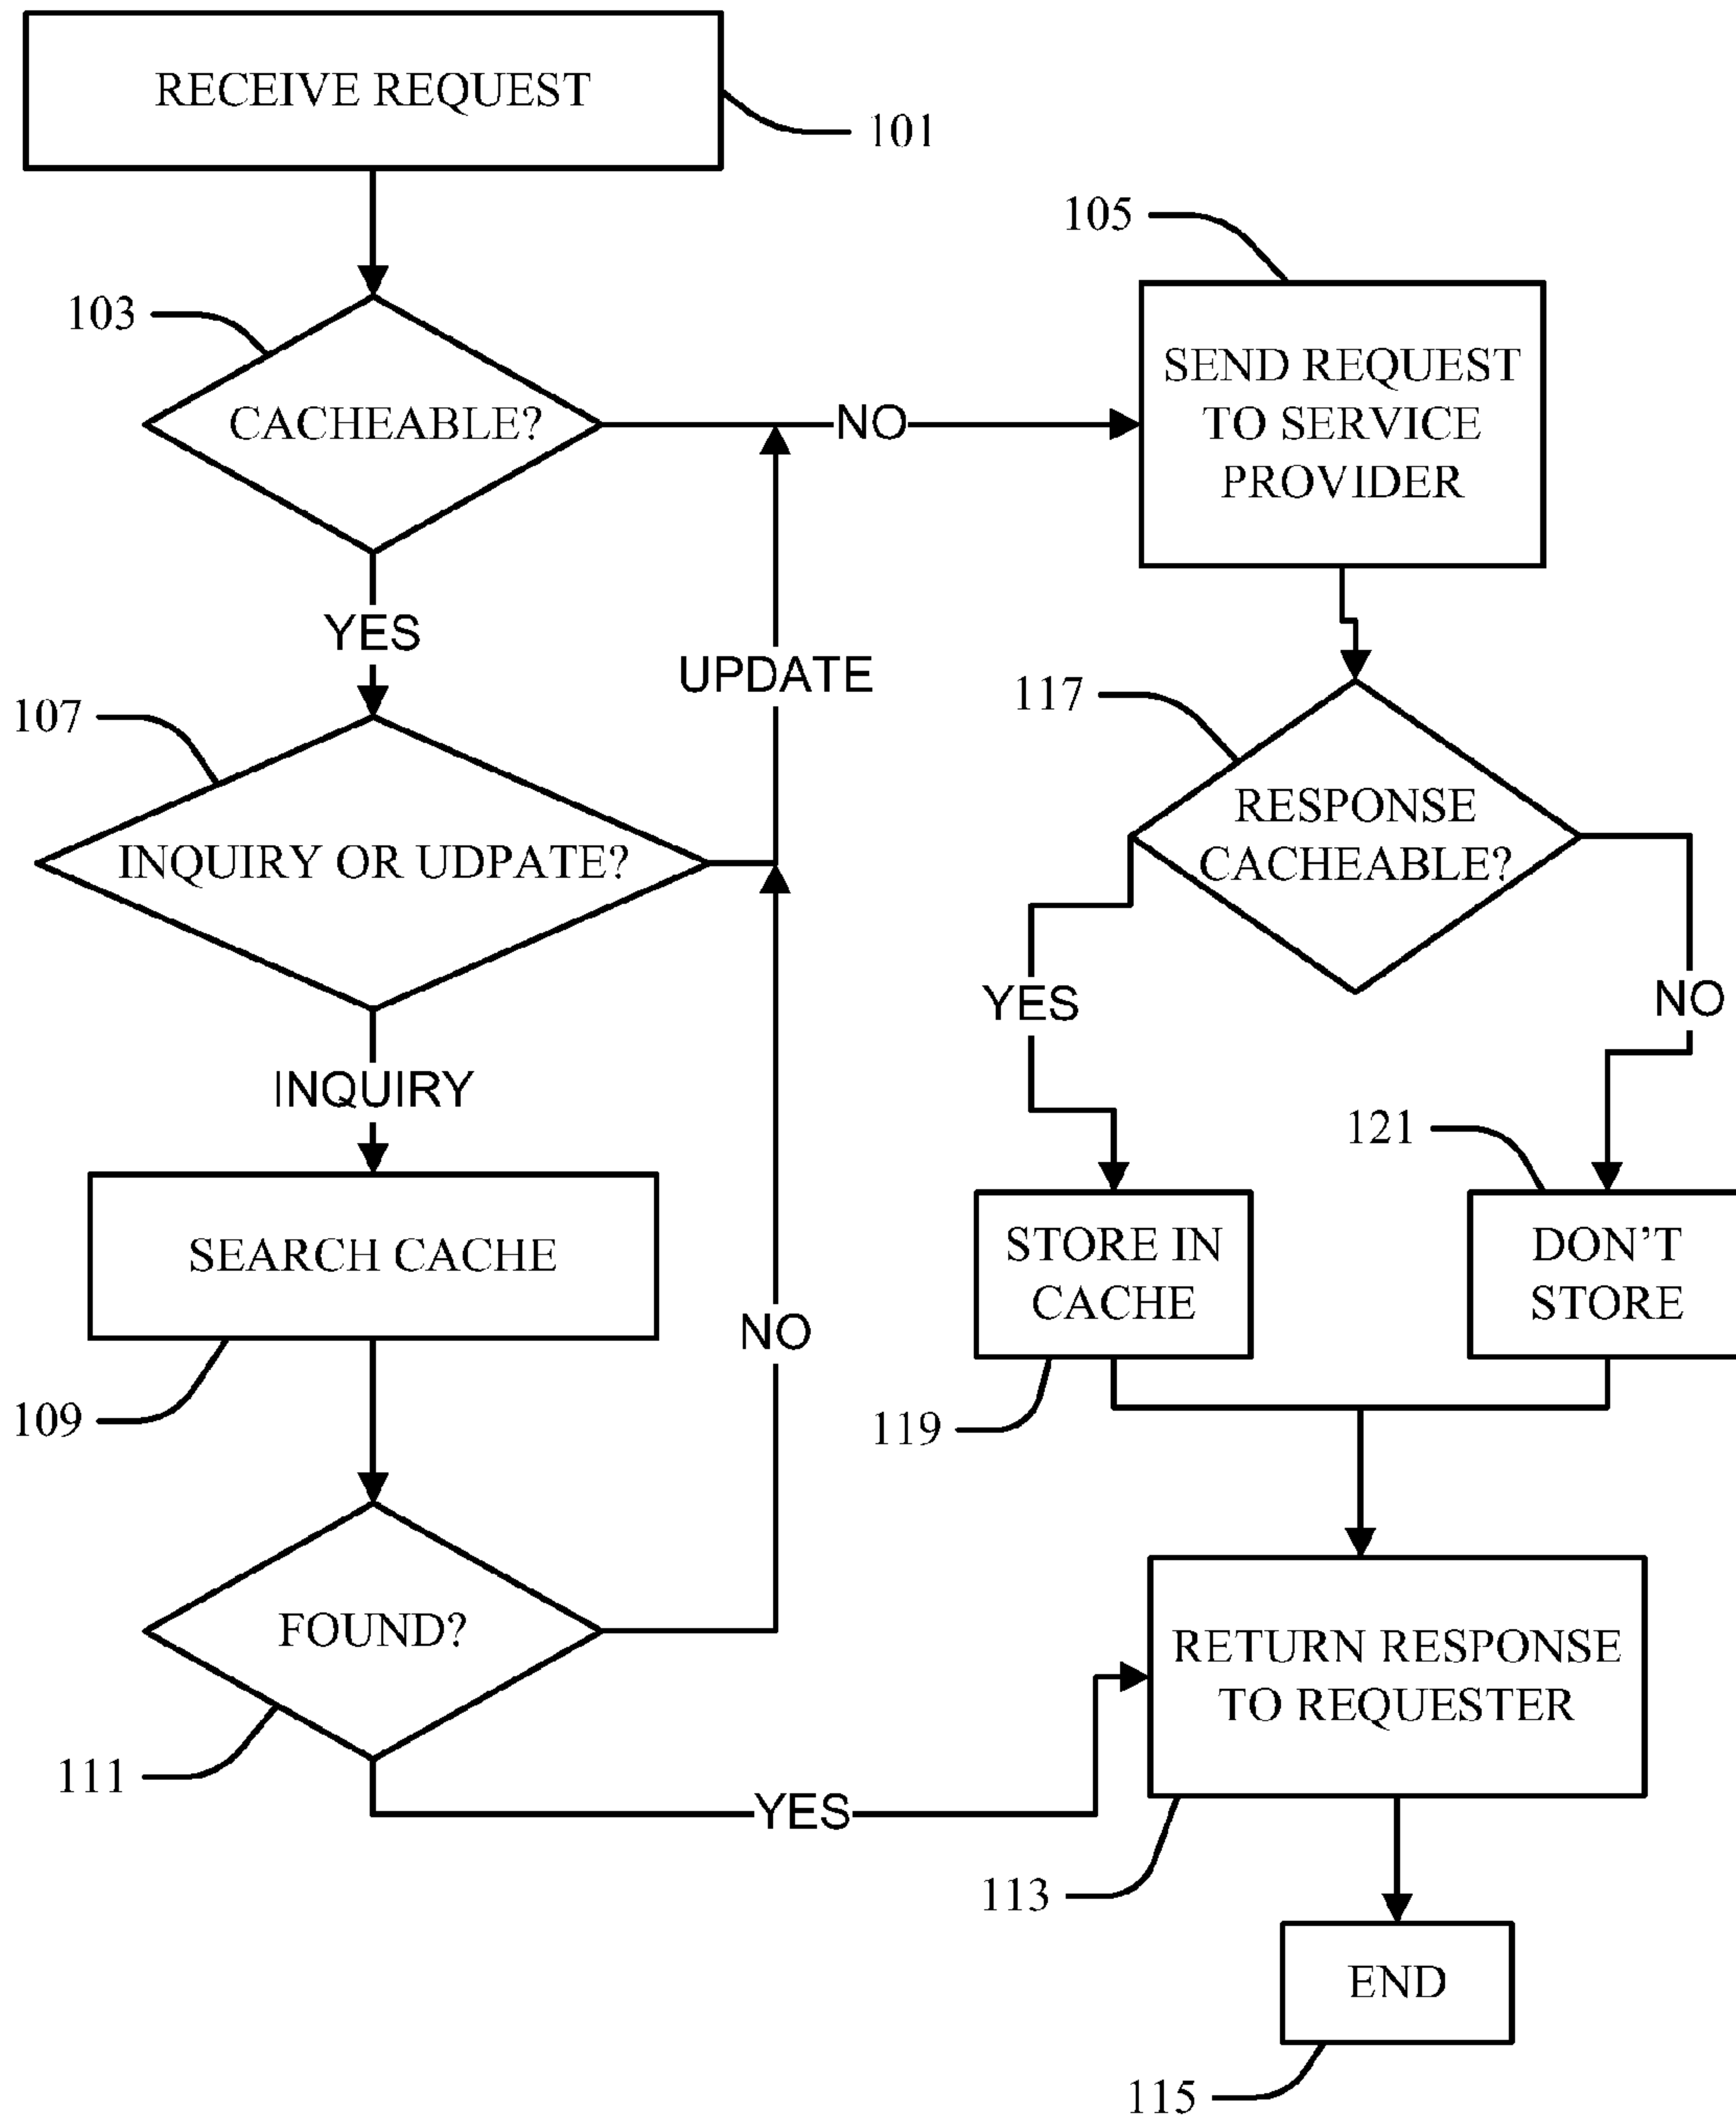 RECEIVE REQUEST
101
105
103
CACHEABLE?
NO
SEND REQUEST
TO SERVICE
PROVIDER
YES
UPDATE
107
117
INQUIRY OR UDPATE?
RESPONSE
CACHEABLE?
YES
NO
INQUIRY
121
SEARCH CACHE
STORE IN
CACHE
DON'T
STORE
NO
109
119
FOUND?
RETURN RESPONSE
TO REQUESTER
111
YES
113
END
115